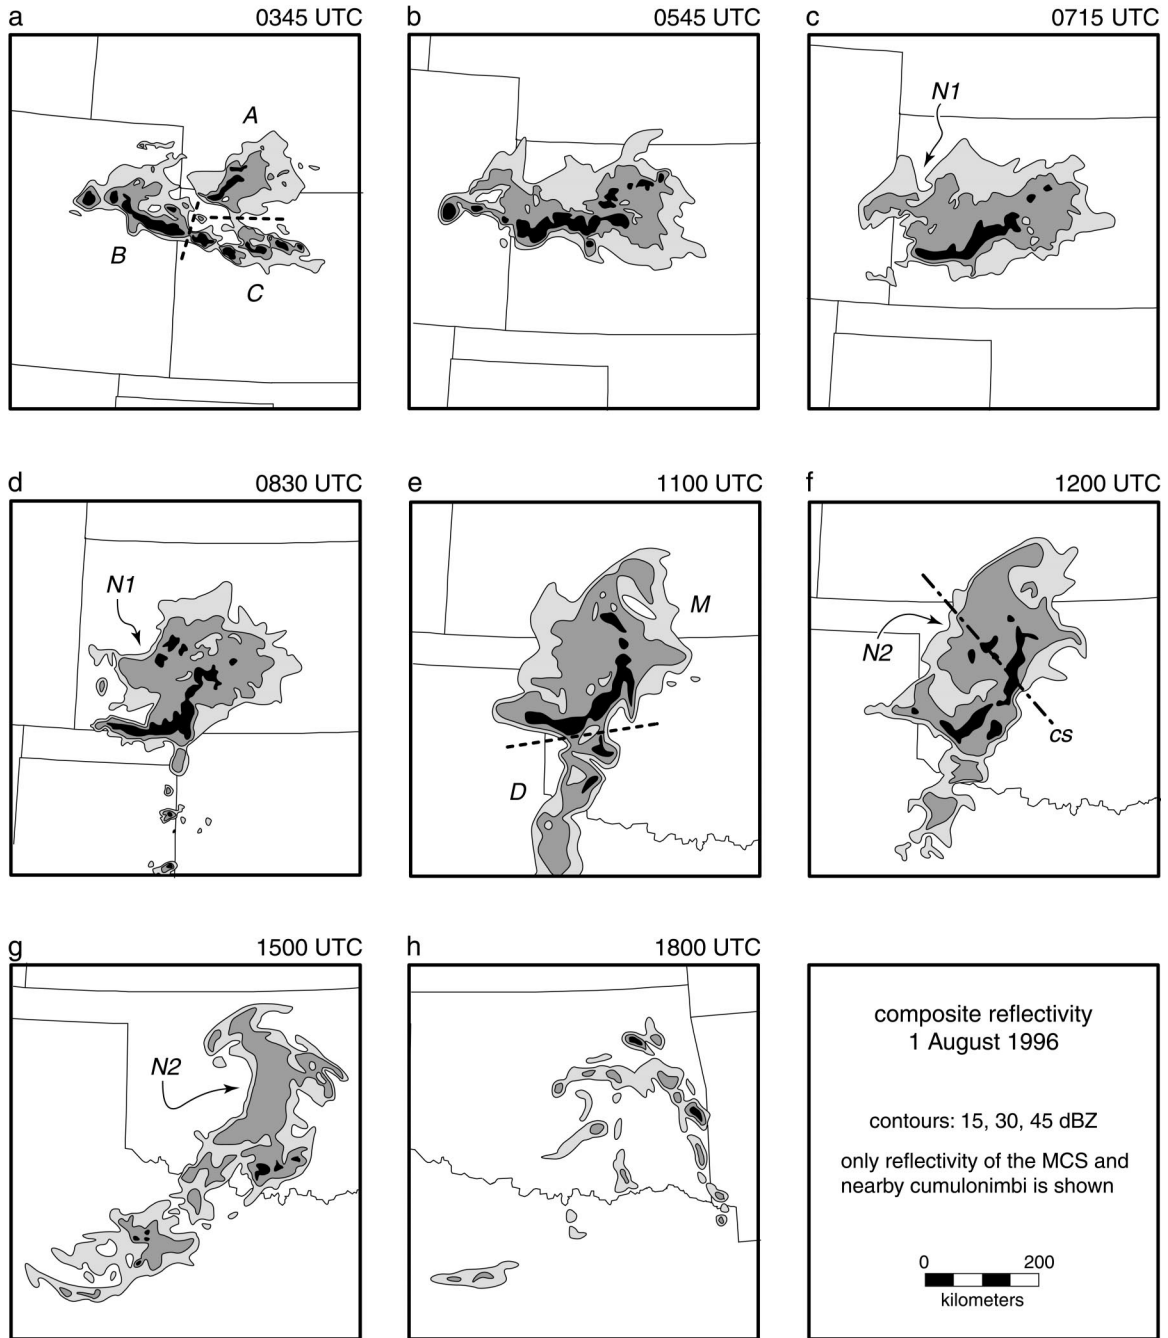 a 0345 UTC
A
B
C
b 0545 UTC
c 0715 UTC
N1
d 0830 UTC
N1
e 1100 UTC
M
D
f 1200 UTC
N2
cs
g 1500 UTC
N2
h 1800 UTC
composite reflectivity
1 August 1996
contours: 15, 30, 45 dBZ
only reflectivity of the MCS and
nearby cumulonimbi is shown
0 200
kilometers